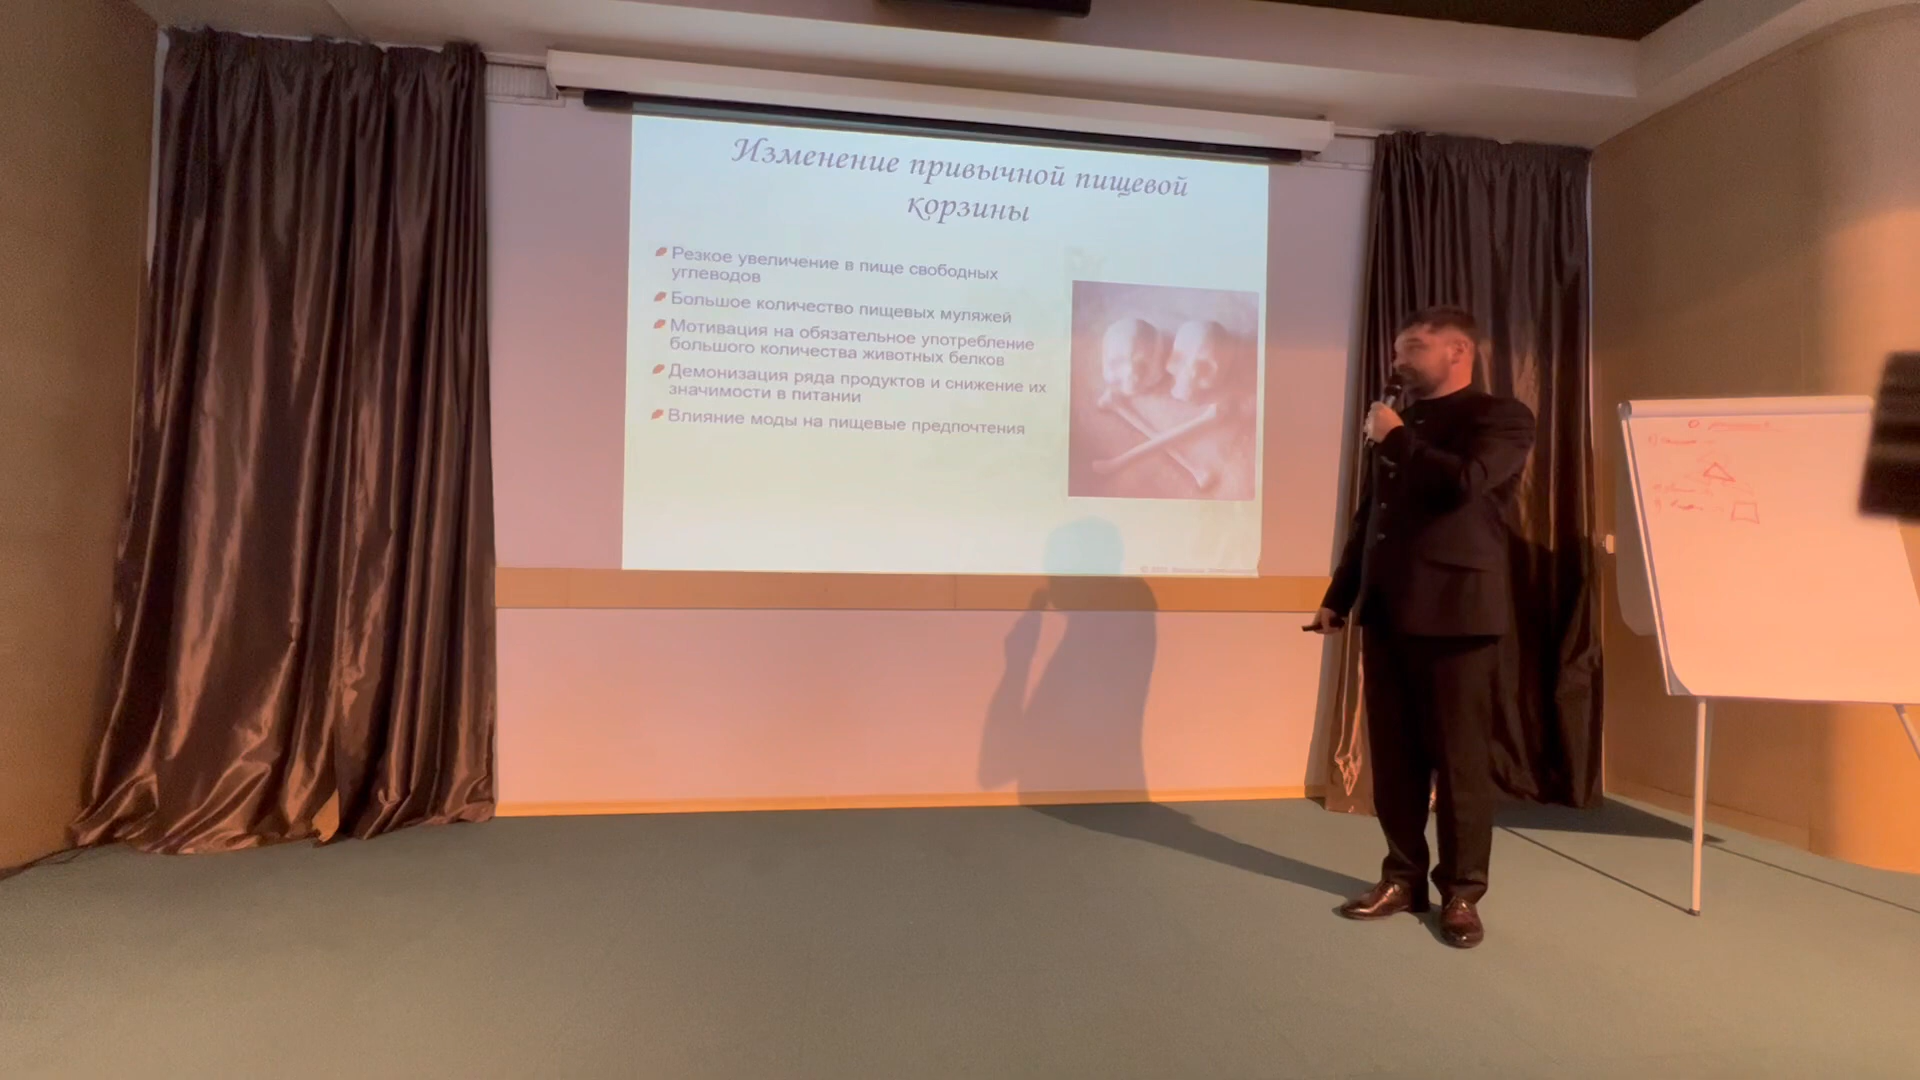 Изменение привычной пищевой
корзины
Резкое увеличение в пище свободных
углеводов
Большое количество пищевых муляжей
Мотивация на обязательное употребление
большого количества животных белков
Демонизация ряда продуктов и снижение их
значимости в питании
Влияние моды на пищевые предпочтения